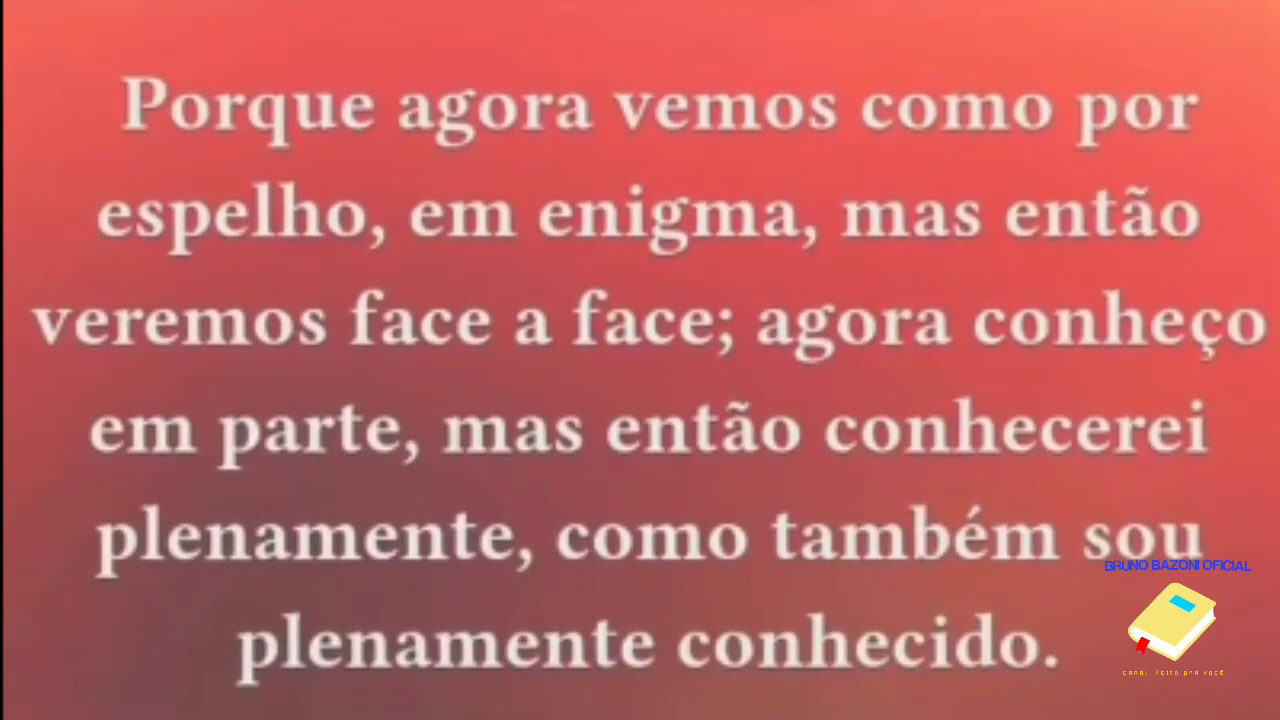 Porque agora vemos como por
espelho, em enigma, mas então
veremos face a face; agora conheço
em parte, mas então conhecerei
plenamente, como também sou
plenamente conhecido.
BRUNO BAZONI OFICIAL
CANAL FEITO PRA VOCÊ